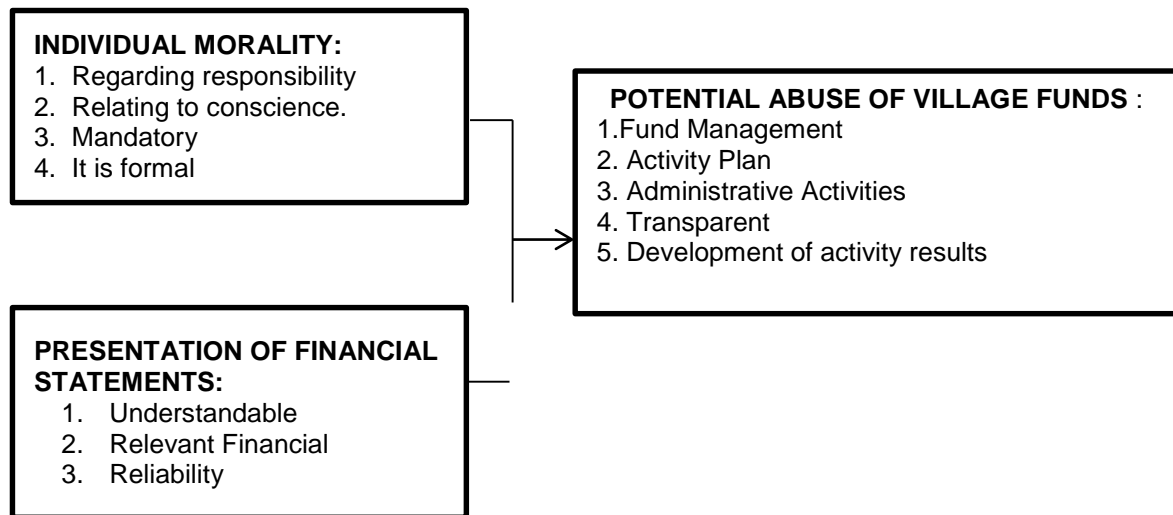 INDIVIDUAL MORALITY:
1. Regarding responsibility
2. Relating to conscience.
3. Mandatory
4. It is formal
POTENTIAL ABUSE OF VILLAGE FUNDS :
1.Fund Management
2. Activity Plan
3. Administrative Activities
4. Transparent
5. Development of activity results
PRESENTATION OF FINANCIAL
STATEMENTS:
1. Understandable
2. Relevant Financial
3. Reliability